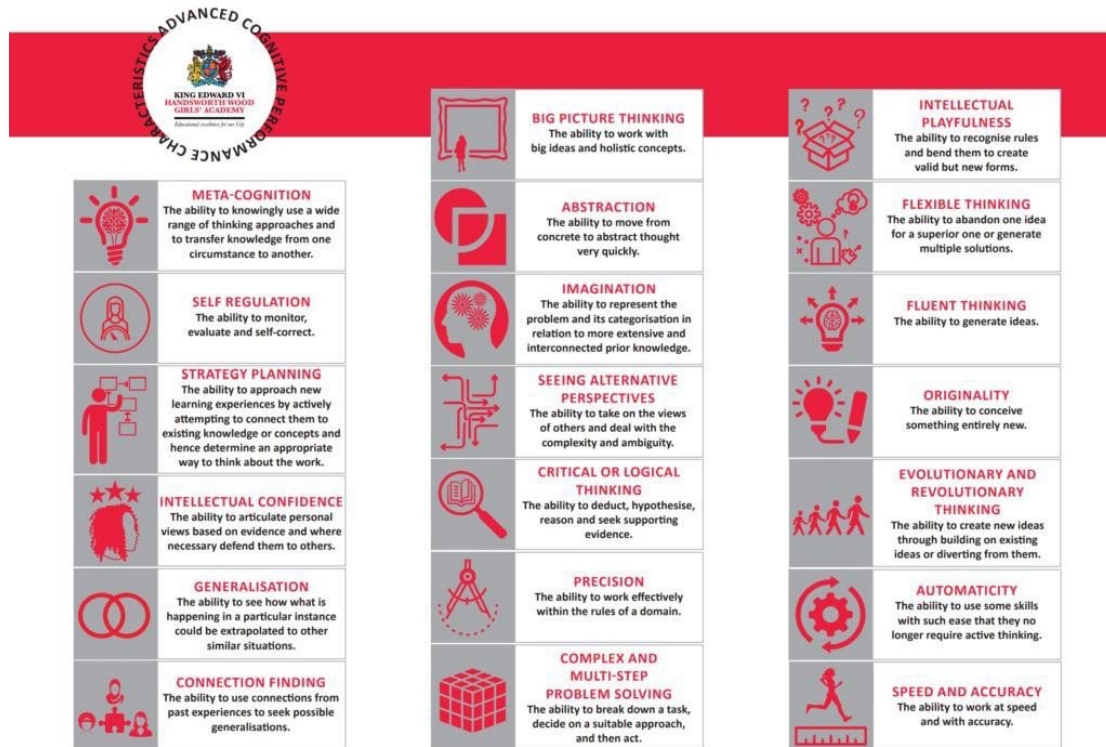 ADVANCED COGNITIVE PERFORMANCE CHARACTERISTICS
KING EDWARD VI
HANDSWORTH WOOD
GIRLS' ACADEMY
Educational excellence for our City
META-COGNITION
The ability to knowingly use a wide
range of thinking approaches and
to transfer knowledge from one
circumstance to another.
SELF REGULATION
The ability to monitor,
evaluate and self-correct.
STRATEGY PLANNING
The ability to approach new
learning experiences by actively
attempting to connect them to
existing knowledge or concepts and
hence determine an appropriate
way to think about the work.
INTELLECTUAL CONFIDENCE
The ability to articulate personal
views based on evidence and where
necessary defend them to others.
GENERALISATION
The ability to see how what is
happening in a particular instance
could be extrapolated to other
similar situations.
CONNECTION FINDING
The ability to use connections from
past experiences to seek possible
generalisations.
BIG PICTURE THINKING
The ability to work with
big ideas and holistic concepts.
ABSTRACTION
The ability to move from
concrete to abstract thought
very quickly.
IMAGINATION
The ability to represent the
problem and its categorisation in
relation to more extensive and
interconnected prior knowledge.
SEEING ALTERNATIVE
PERSPECTIVES
The ability to take on the views
of others and deal with the
complexity and ambiguity.
CRITICAL OR LOGICAL
THINKING
The ability to deduct, hypothesise,
reason and seek supporting
evidence.
PRECISION
The ability to work effectively
within the rules of a domain.
COMPLEX AND
MULTI-STEP
PROBLEM SOLVING
The ability to break down a task,
decide on a suitable approach,
and then act.
INTELLECTUAL
PLAYFULNESS
The ability to recognise rules
and bend them to create
valid but new forms.
FLEXIBLE THINKING
The ability to abandon one idea
for a superior one or generate
multiple solutions.
FLUENT THINKING
The ability to generate ideas.
ORIGINALITY
The ability to conceive
something entirely new.
EVOLUTIONARY AND
REVOLUTIONARY
THINKING
The ability to create new ideas
through building on existing
ideas or diverting from them.
AUTOMATICITY
The ability to use some skills
with such ease that they no
longer require active thinking.
SPEED AND ACCURACY
The ability to work at speed
and with accuracy.